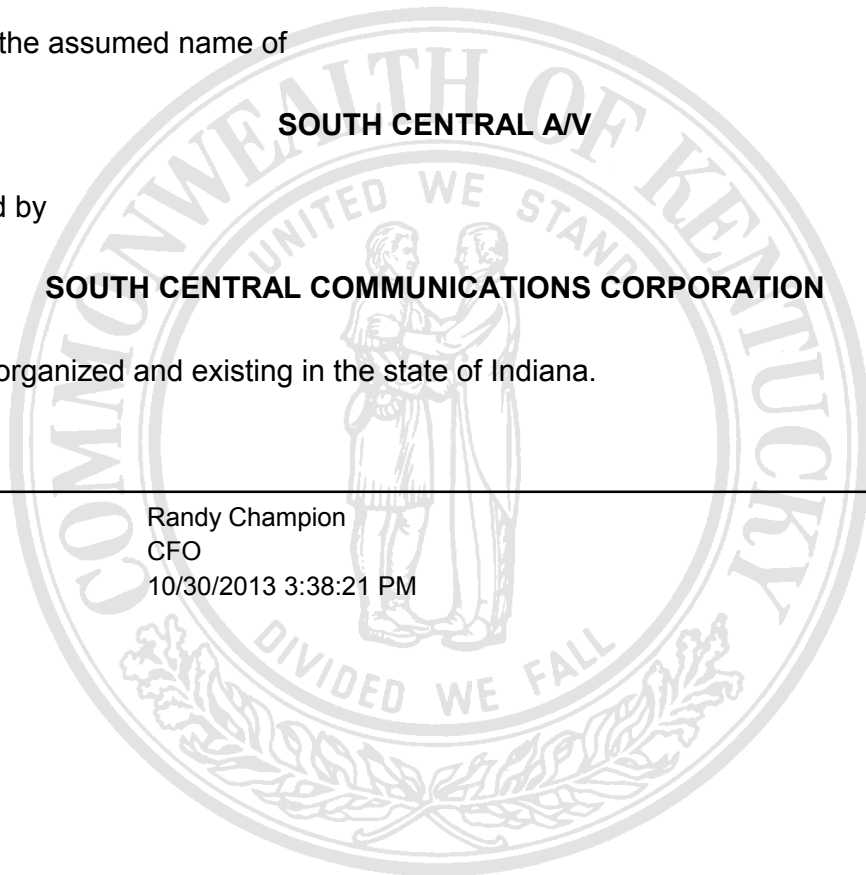 the assumed name of
SOUTH CENTRAL A/V
d by
SOUTH CENTRAL COMMUNICATIONS CORPORATION
organized and existing in the state of Indiana.
Randy Champion
CFO
10/30/2013 3:38:21 PM
COMMONWEALTH OF KENTUCKY
UNITED WE STAND
DIVIDED WE FALL